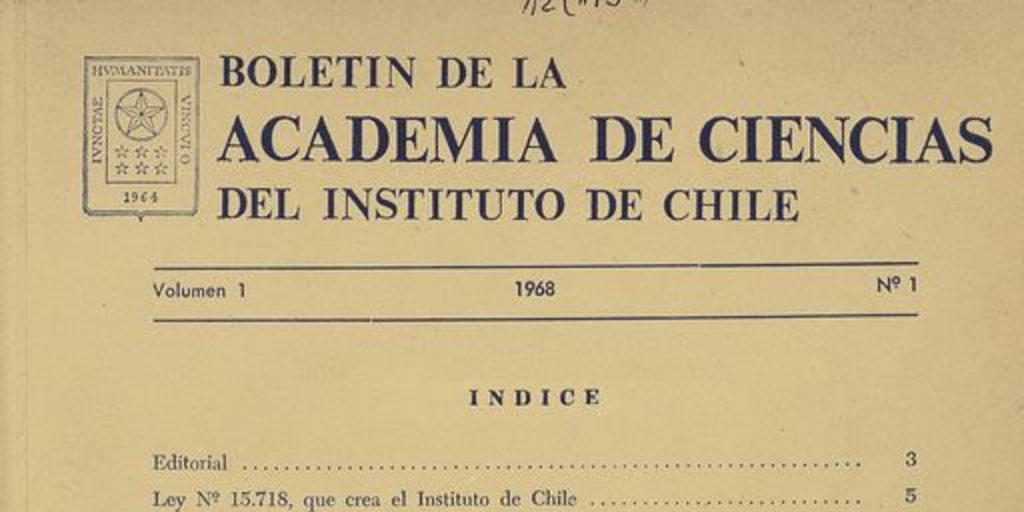 BOLETIN DE LA
ACADEMIA DE CIENCIAS
DEL INSTITUTO DE CHILE
HVMANITATIS
VINCVLO
IVNCTAE
1964
Volumen 1 1968 Nº 1
INDICE
Editorial 3
Ley Nº 15.718, que crea el Instituto de Chile 5